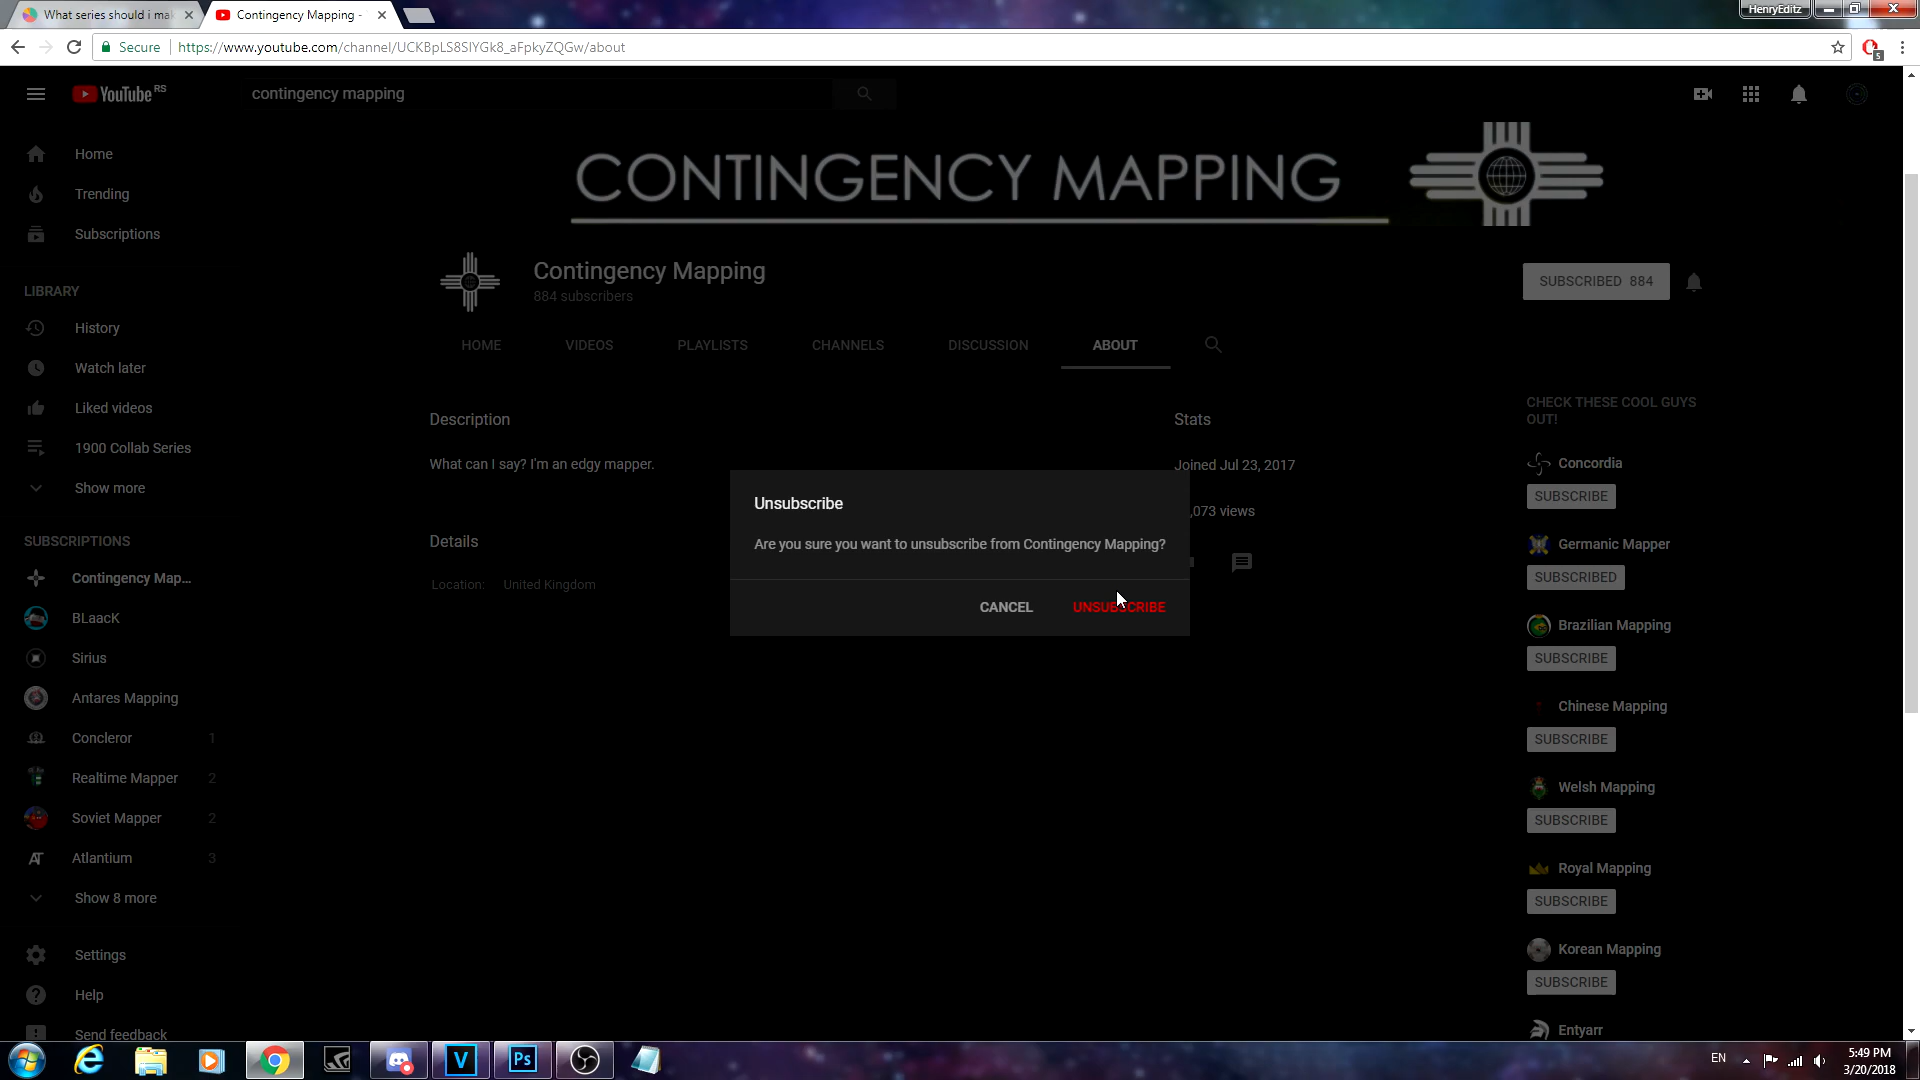 What series should i ma
Contingency Mapping -
HenryEditz
Secure
https://www.youtube.com/channel/UCKBpLS8SlYGk8_aFpkyZQGw/about
5
YouTube RS
contingency mapping
Home
Trending
Subscriptions
LIBRARY
History
Watch later
Liked videos
1900 Collab Series
Show more
SUBSCRIPTIONS
Contingency Map...
BLaacK
Sirius
Antares Mapping
Concleror 1
Realtime Mapper 2
Soviet Mapper 2
Atlantium 3
Show 8 more
Settings
Help
Send feedback
CONTINGENCY MAPPING
Contingency Mapping
884 subscribers
SUBSCRIBED 884
HOME VIDEOS PLAYLISTS CHANNELS DISCUSSION ABOUT
Description
What can I say? I'm an edgy mapper.
Details
Location: United Kingdom
Stats
Joined Jul 23, 2017
,073 views
Unsubscribe
Are you sure you want to unsubscribe from Contingency Mapping?
CANCEL UNSUBSCRIBE
CHECK THESE COOL GUYS
OUT!
Concordia
SUBSCRIBE
Germanic Mapper
SUBSCRIBED
Brazilian Mapping
SUBSCRIBE
Chinese Mapping
SUBSCRIBE
Welsh Mapping
SUBSCRIBE
Royal Mapping
SUBSCRIBE
Korean Mapping
SUBSCRIBE
Entyarr
V
Ps
EN
5:49 PM
3/20/2018